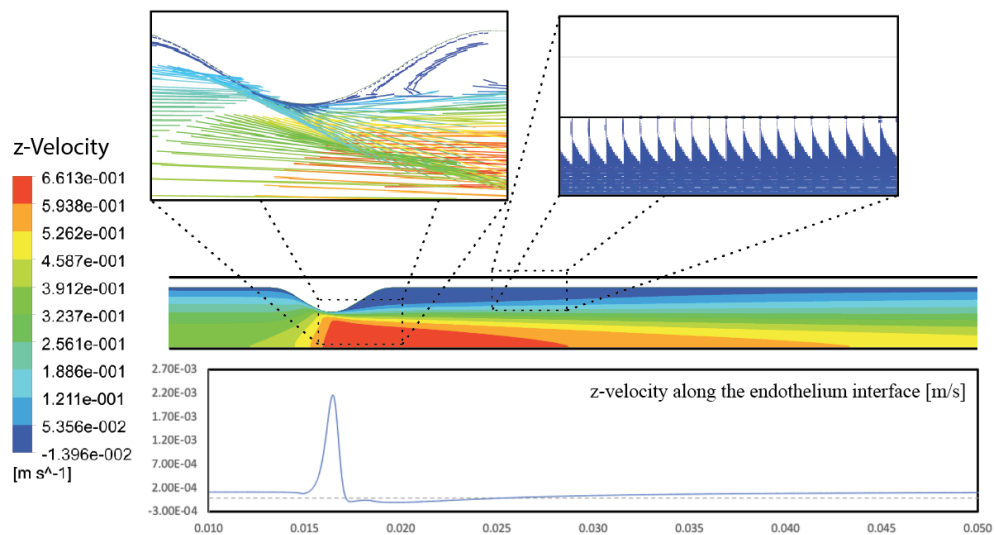 z-Velocity
6.613e-001
5.938e-001
5.262e-001
4.587e-001
3.912e-001
3.237e-001
2.561e-001
1.886e-001
1.211e-001
5.356e-002
-1.396e-002
[m s^-1]
z-velocity along the endothelium interface [m/s]
2.70E-03
2.20E-03
1.70E-03
1.20E-03
7.00E-04
2.00E-04
-3.00E-04
0.010 0.015 0.020 0.025 0.030 0.035 0.040 0.045 0.050